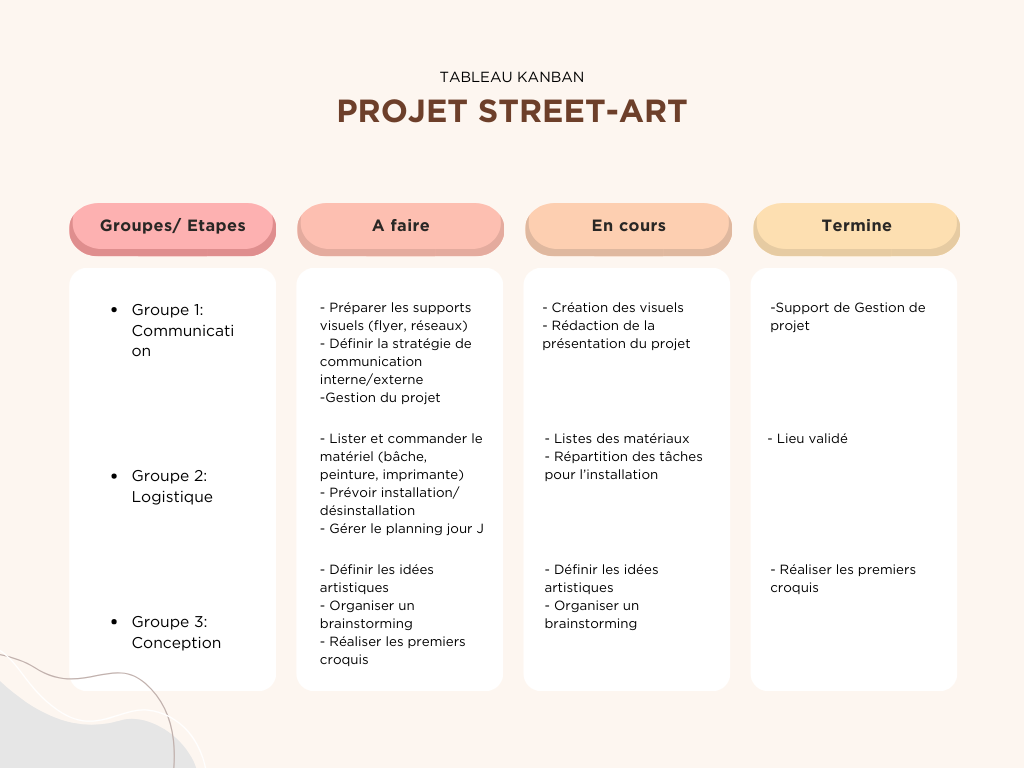 TABLEAU KANBAN
PROJET STREET-ART
Groupes/ Etapes
A faire
En cours
Termine
• Groupe 1:
Communicati
on
- Préparer les supports
visuels (flyer, réseaux)
- Définir la stratégie de
communication
interne/externe
-Gestion du projet
- Création des visuels
- Rédaction de la
présentation du projet
-Support de Gestion de
projet
• Groupe 2:
Logistique
- Lister et commander le
matériel (bâche,
peinture, imprimante)
- Prévoir installation/
désinstallation
- Gérer le planning jour J
- Listes des matériaux
- Répartition des tâches
pour l'installation
- Lieu validé
• Groupe 3:
Conception
- Définir les idées
artistiques
- Organiser un
brainstorming
- Réaliser les premiers
croquis
- Définir les idées
artistiques
- Organiser un
brainstorming
- Réaliser les premiers
croquis